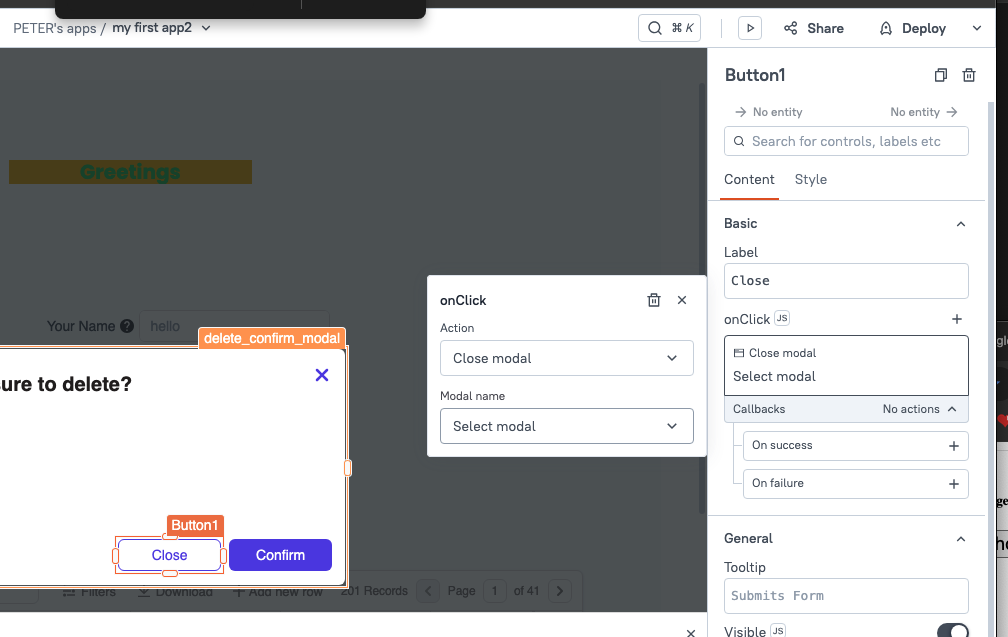 PETER's apps / my first app2
⌘ K
Share
Deploy
Button1
No entity
No entity
Search for controls, labels etc
Content
Style
Basic
Label
Close
onClick JS
Close modal
Select modal
Callbacks
No actions
On success
On failure
General
Tooltip
Submits Form
Visible JS
Greetings
Your Name
hello
delete_confirm_modal
ure to delete?
Button1
Close
Confirm
onClick
Action
Close modal
Modal name
Select modal
Filters
Download
Add new row
201 Records
Page 1 of 41